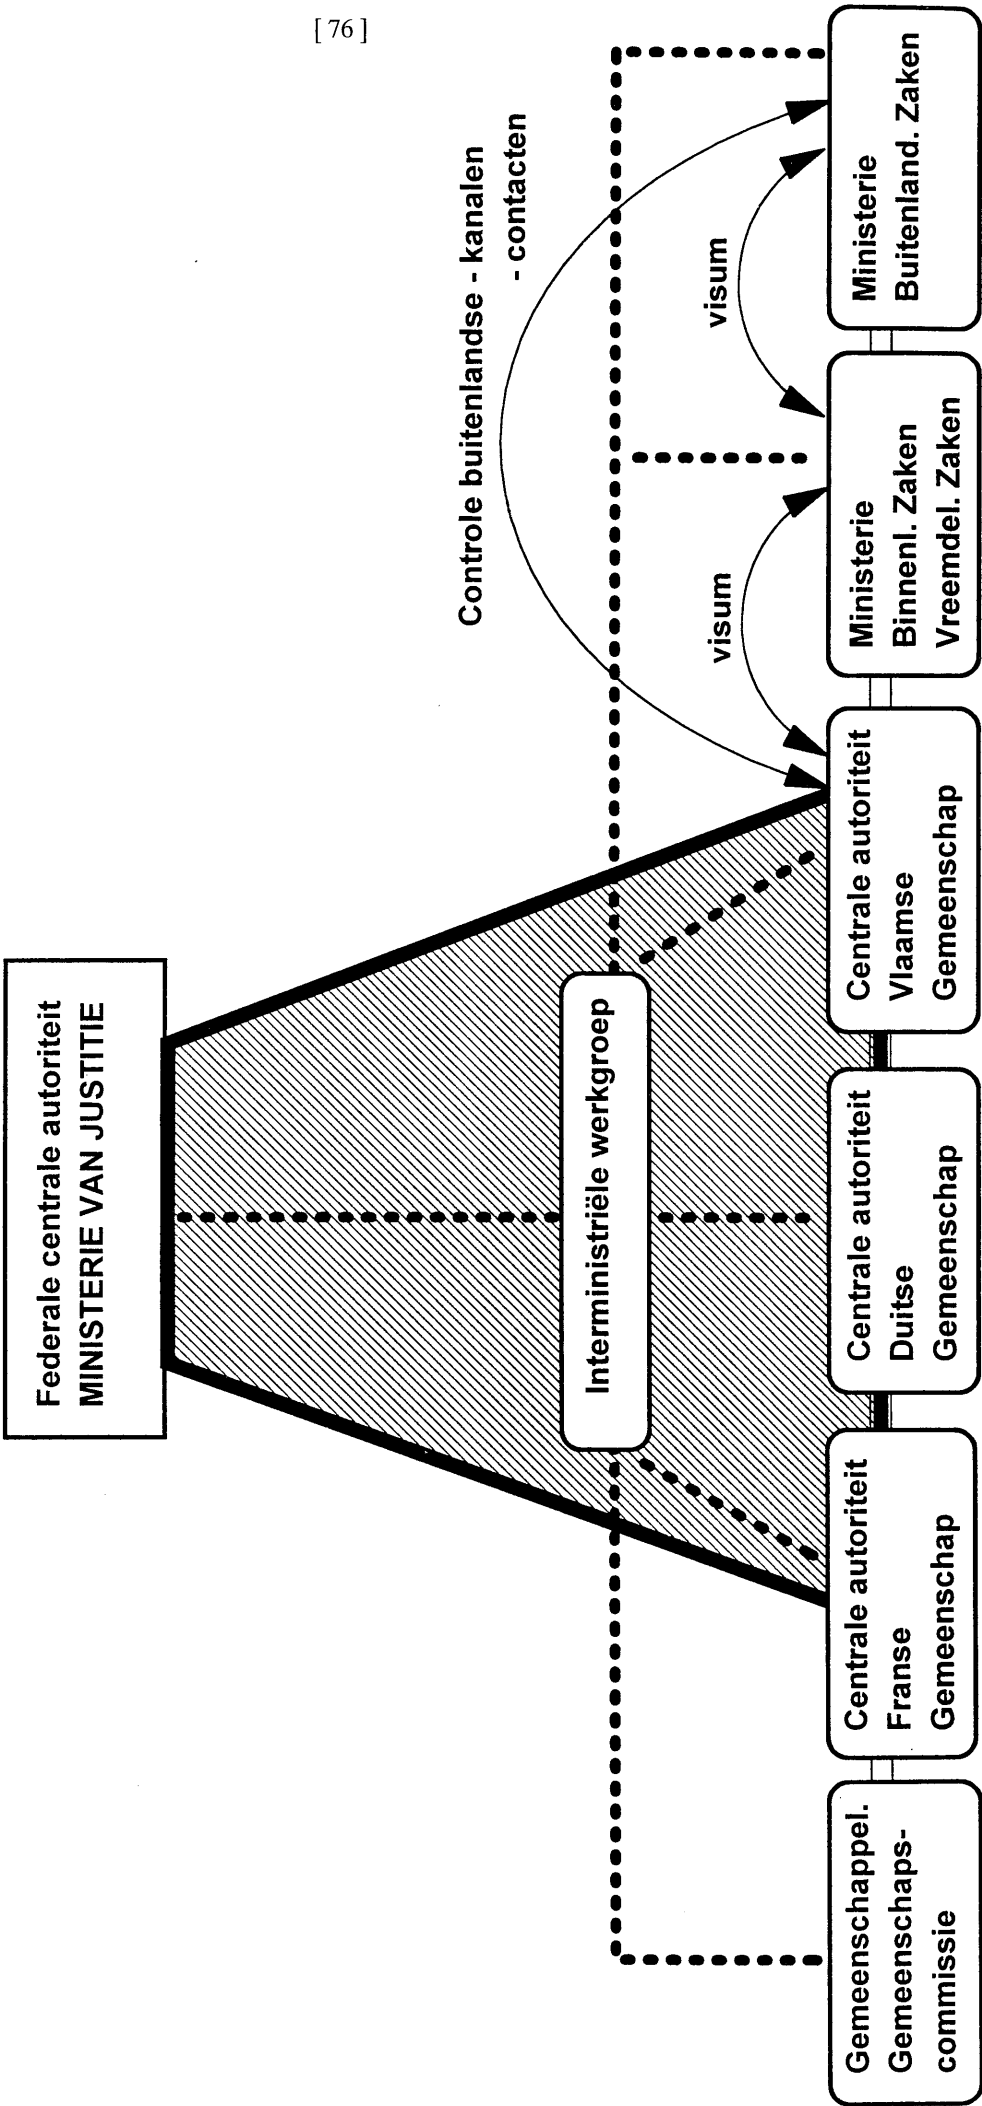 [ 76 ]
Federale centrale autoriteit
MINISTERIE VAN JUSTITIE
Controle buitenlandse - kanalen
- contacten
Interministriële werkgroep
visum
visum
Gemeenschappel.
Gemeenschaps-
commissie
Centrale autoriteit
Franse
Gemeenschap
Centrale autoriteit
Duitse
Gemeenschap
Centrale autoriteit
Vlaamse
Gemeenschap
Ministerie
Binnenl. Zaken
Vreemdel. Zaken
Ministerie
Buitenland. Zaken